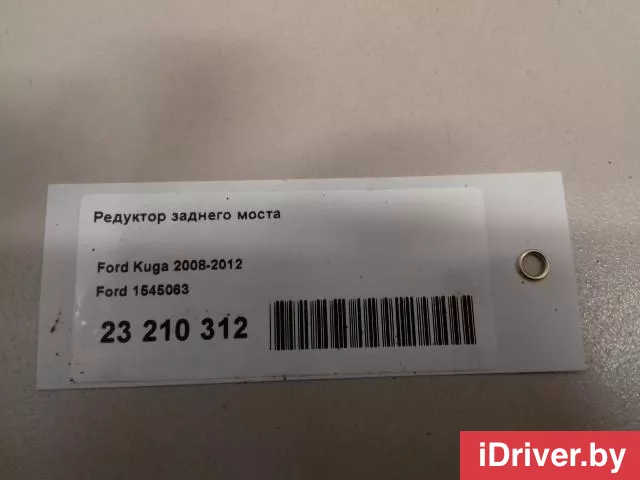 Редуктор заднего моста
Ford Kuga 2008-2012
Ford 1545063
23 210 312
iDriver.by